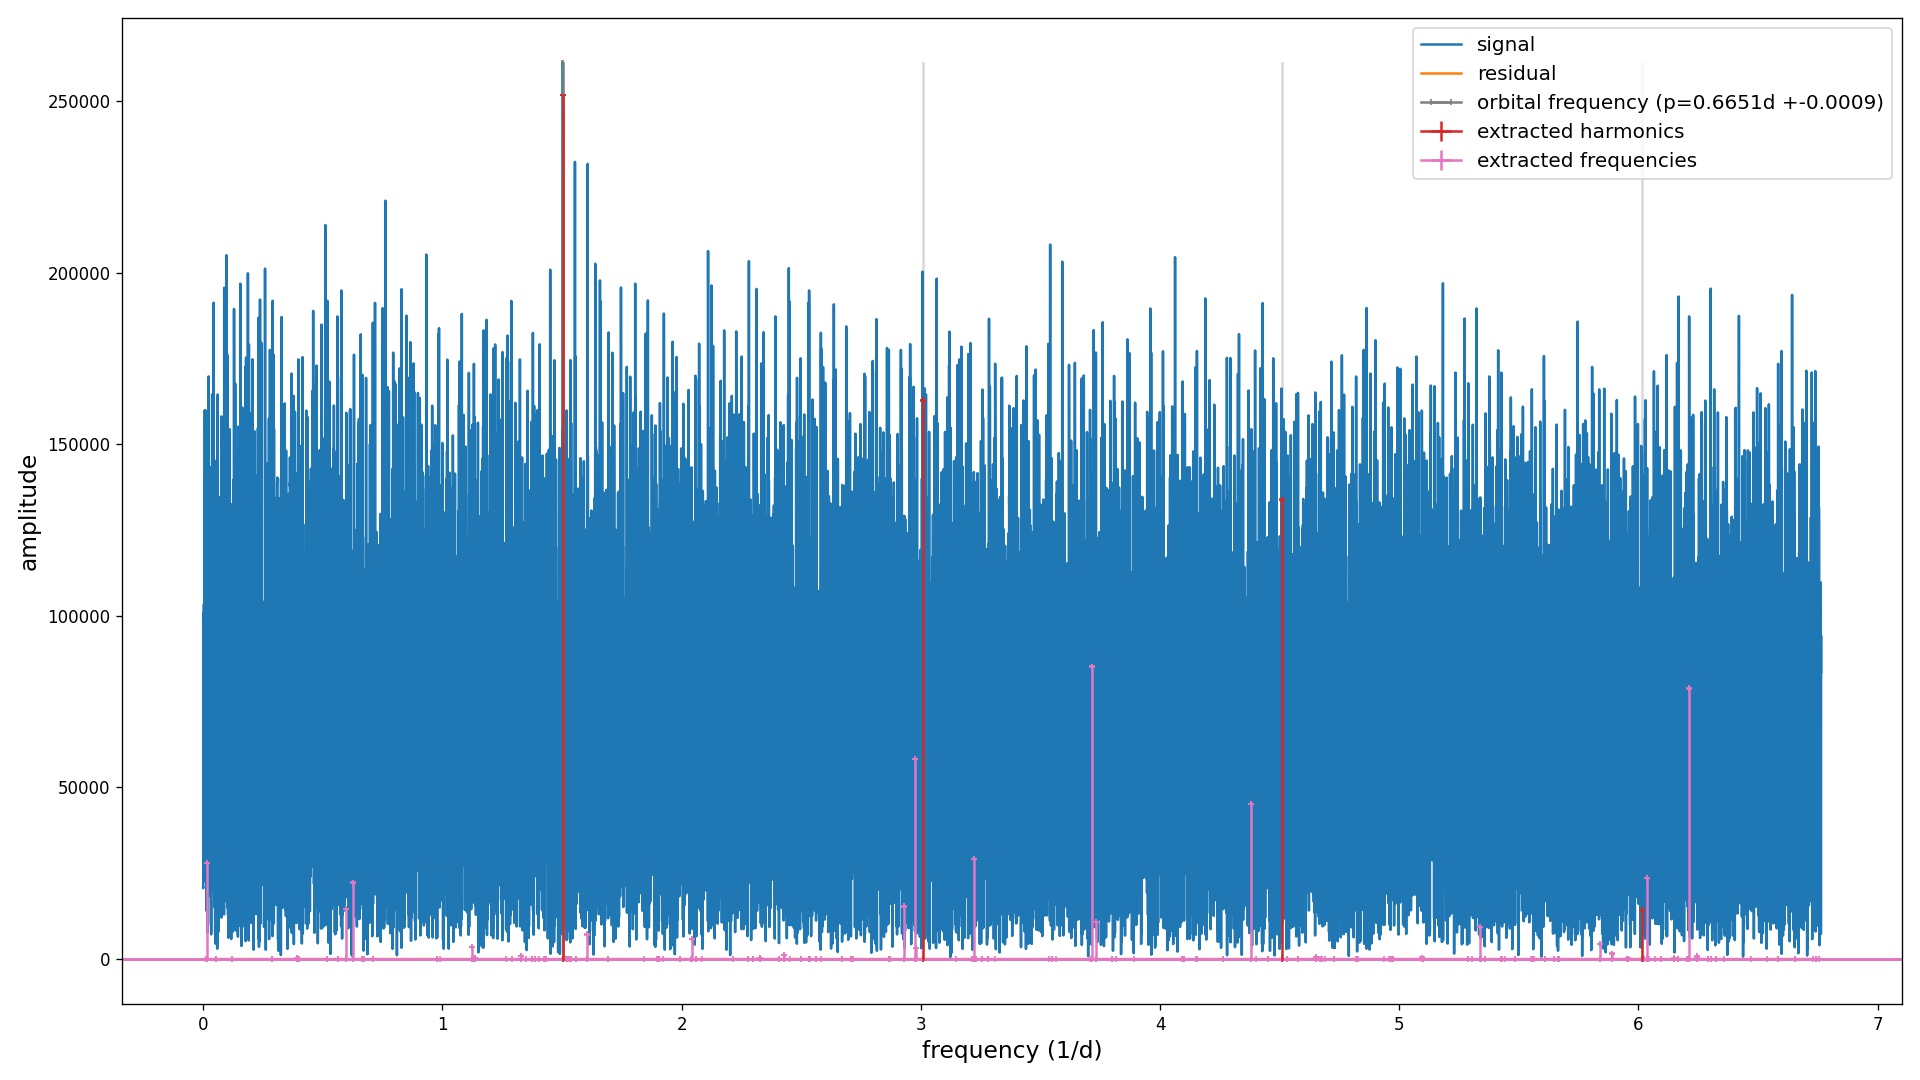 signal
residual
orbital frequency (p=0.6651d +-0.0009)
extracted harmonics
extracted frequencies
250000
200000
150000
100000
50000
0
amplitude
0 1 2 3 4 5 6 7
frequency (1/d)